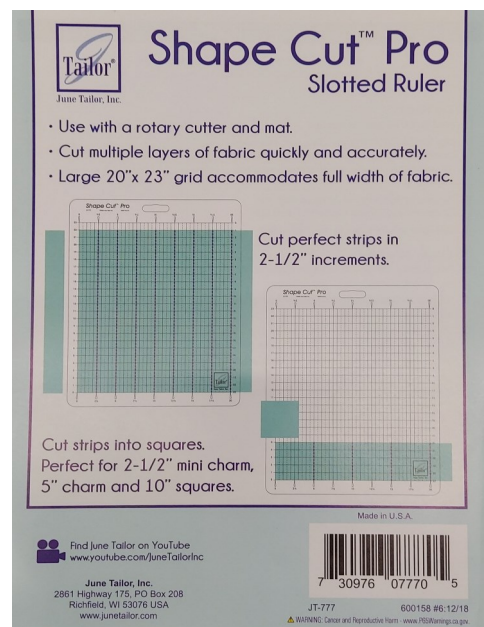 Tailor®
June Tailor, Inc.
Shape Cut™ Pro
Slotted Ruler
• Use with a rotary cutter and mat.
• Cut multiple layers of fabric quickly and accurately.
• Large 20"x 23" grid accommodates full width of fabric.
Shape Cut™ Pro
Cut perfect strips in
2-1/2" increments.
Shape Cut™ Pro
Tailor
Tailor
Cut strips into squares.
Perfect for 2-1/2" mini charm,
5" charm and 10" squares.
Made in U.S.A.
Find June Tailor on YouTube
www.youtube.com/JuneTailorInc
June Tailor, Inc.
2861 Highway 175, PO Box 208
Richfield, WI 53076 USA
www.junetailor.com
7 30976 07770 5
JT-777 600158 #6:12/18
⚠ WARNING: Cancer and Reproductive Harm - www.P65Warnings.ca.gov.